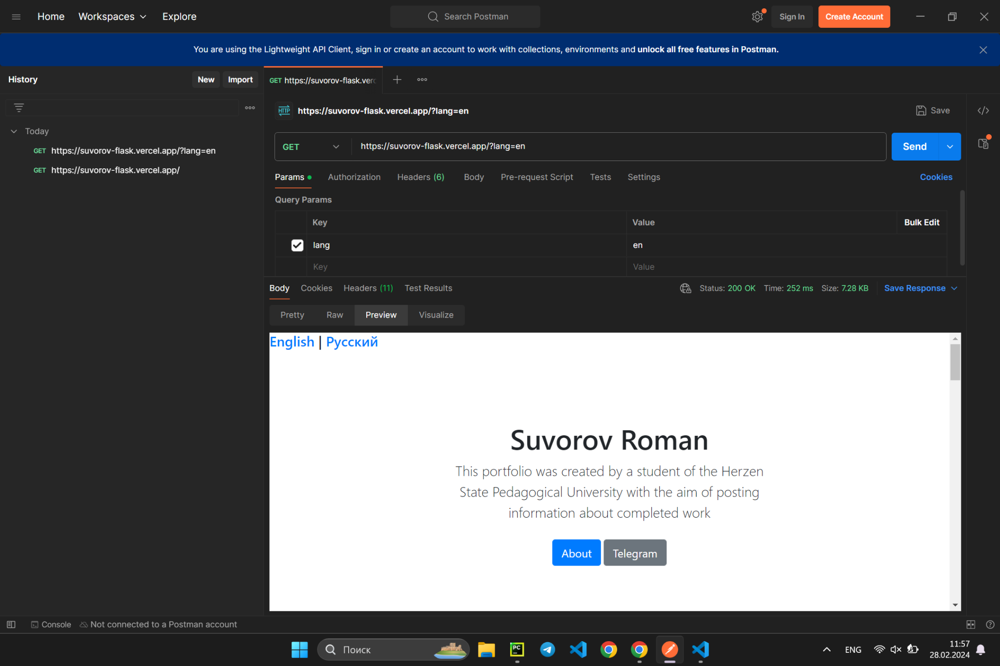 Home Workspaces Explore Search Postman Sign In Create Account
You are using the Lightweight API Client, sign in or create an account to work with collections, environments and unlock all free features in Postman.
History New Import
GET https://suvorov-flask.verc
HTTP https://suvorov-flask.vercel.app/?lang=en Save
Today
GET https://suvorov-flask.vercel.app/?lang=en
GET https://suvorov-flask.vercel.app/
GET https://suvorov-flask.vercel.app/?lang=en Send
Params Authorization Headers (6) Body Pre-request Script Tests Settings Cookies
Query Params
Key Value Bulk Edit
lang en
Key Value
Body Cookies Headers (11) Test Results Status: 200 OK Time: 252 ms Size: 7.28 KB Save Response
Pretty Raw Preview Visualize
English | Русский
Suvorov Roman
This portfolio was created by a student of the Herzen
State Pedagogical University with the aim of posting
information about completed work
About Telegram
Console Not connected to a Postman account
Поиск PC ENG 11:57
28.02.2024